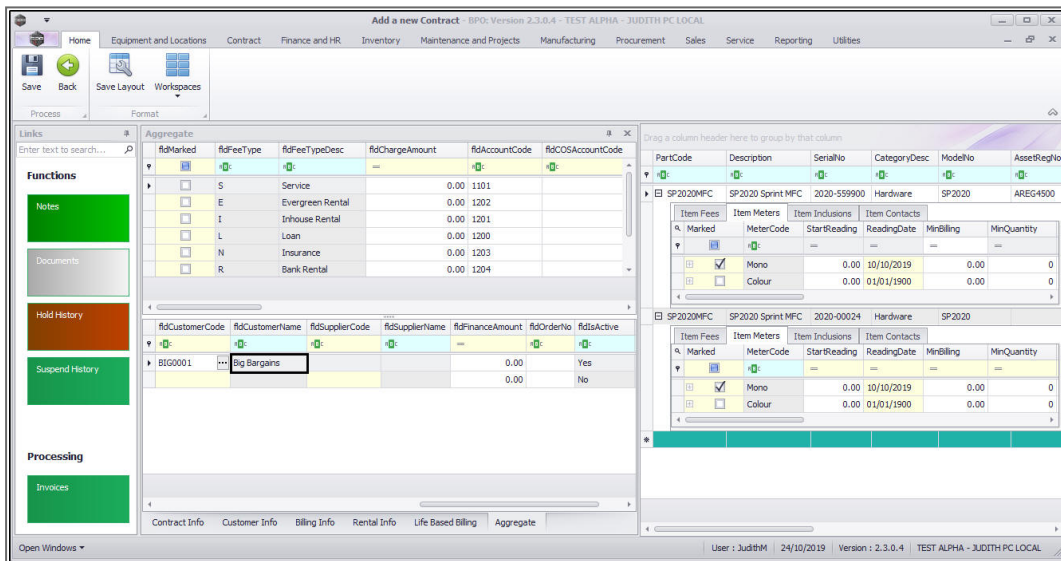 Add a new Contract - BPO: Version 2.3.0.4 - TEST ALPHA - JUDITH PC LOCAL
Home Equipment and Locations Contract Finance and HR Inventory Maintenance and Projects Manufacturing Procurement Sales Service Reporting Utilities
Save Back Save Layout Workspaces
Process Format
Links
Enter text to search...
Functions
Notes
Documents
Hold History
Suspend History
Processing
Invoices
Aggregate
fldMarked fldFeeType fldFeeTypeDesc fldChargeAmount fldAccountCode fldCOSAccountCode
S Service 0.00 1101
E Evergreen Rental 0.00 1202
I Inhouse Rental 0.00 1201
L Loan 0.00 1200
N Insurance 0.00 1203
R Bank Rental 0.00 1204
fldCustomerCode fldCustomerName fldSupplierCode fldSupplierName fldFinanceAmount fldOrderNo fldIsActive
BIG0001 ... Big Bargains 0.00 Yes
0.00 No
Contract Info Customer Info Billing Info Rental Info Life Based Billing Aggregate
Drag a column header here to group by that column
PartCode Description SerialNo CategoryDesc ModelNo AssetRegNo
SP2020MFC SP2020 Sprint MFC 2020-559900 Hardware SP2020 AREG4500
Item Fees Item Meters Item Inclusions Item Contacts
Marked MeterCode StartReading ReadingDate MinBilling MinQuantity
Mono 0.00 10/10/2019 0.00 0
Colour 0.00 01/01/1900 0.00 0
SP2020MFC SP2020 Sprint MFC 2020-00024 Hardware SP2020
Item Fees Item Meters Item Inclusions Item Contacts
Marked MeterCode StartReading ReadingDate MinBilling MinQuantity
Mono 0.00 10/10/2019 0.00 0
Colour 0.00 01/01/1900 0.00 0
Open Windows User : JudithM 24/10/2019 Version : 2.3.0.4 TEST ALPHA - JUDITH PC LOCAL